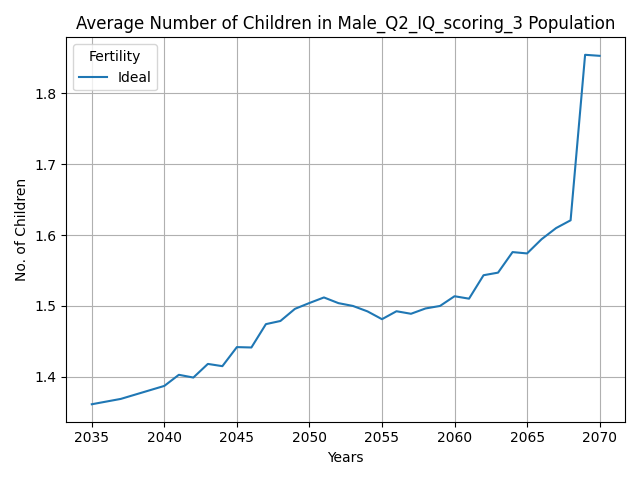 Average Number of Children in Male_Q2_IQ_scoring_3 Population
Fertility
Ideal
1.8
1.7
1.6
1.5
1.4
No. of Children
2035 2040 2045 2050 2055 2060 2065 2070
Years